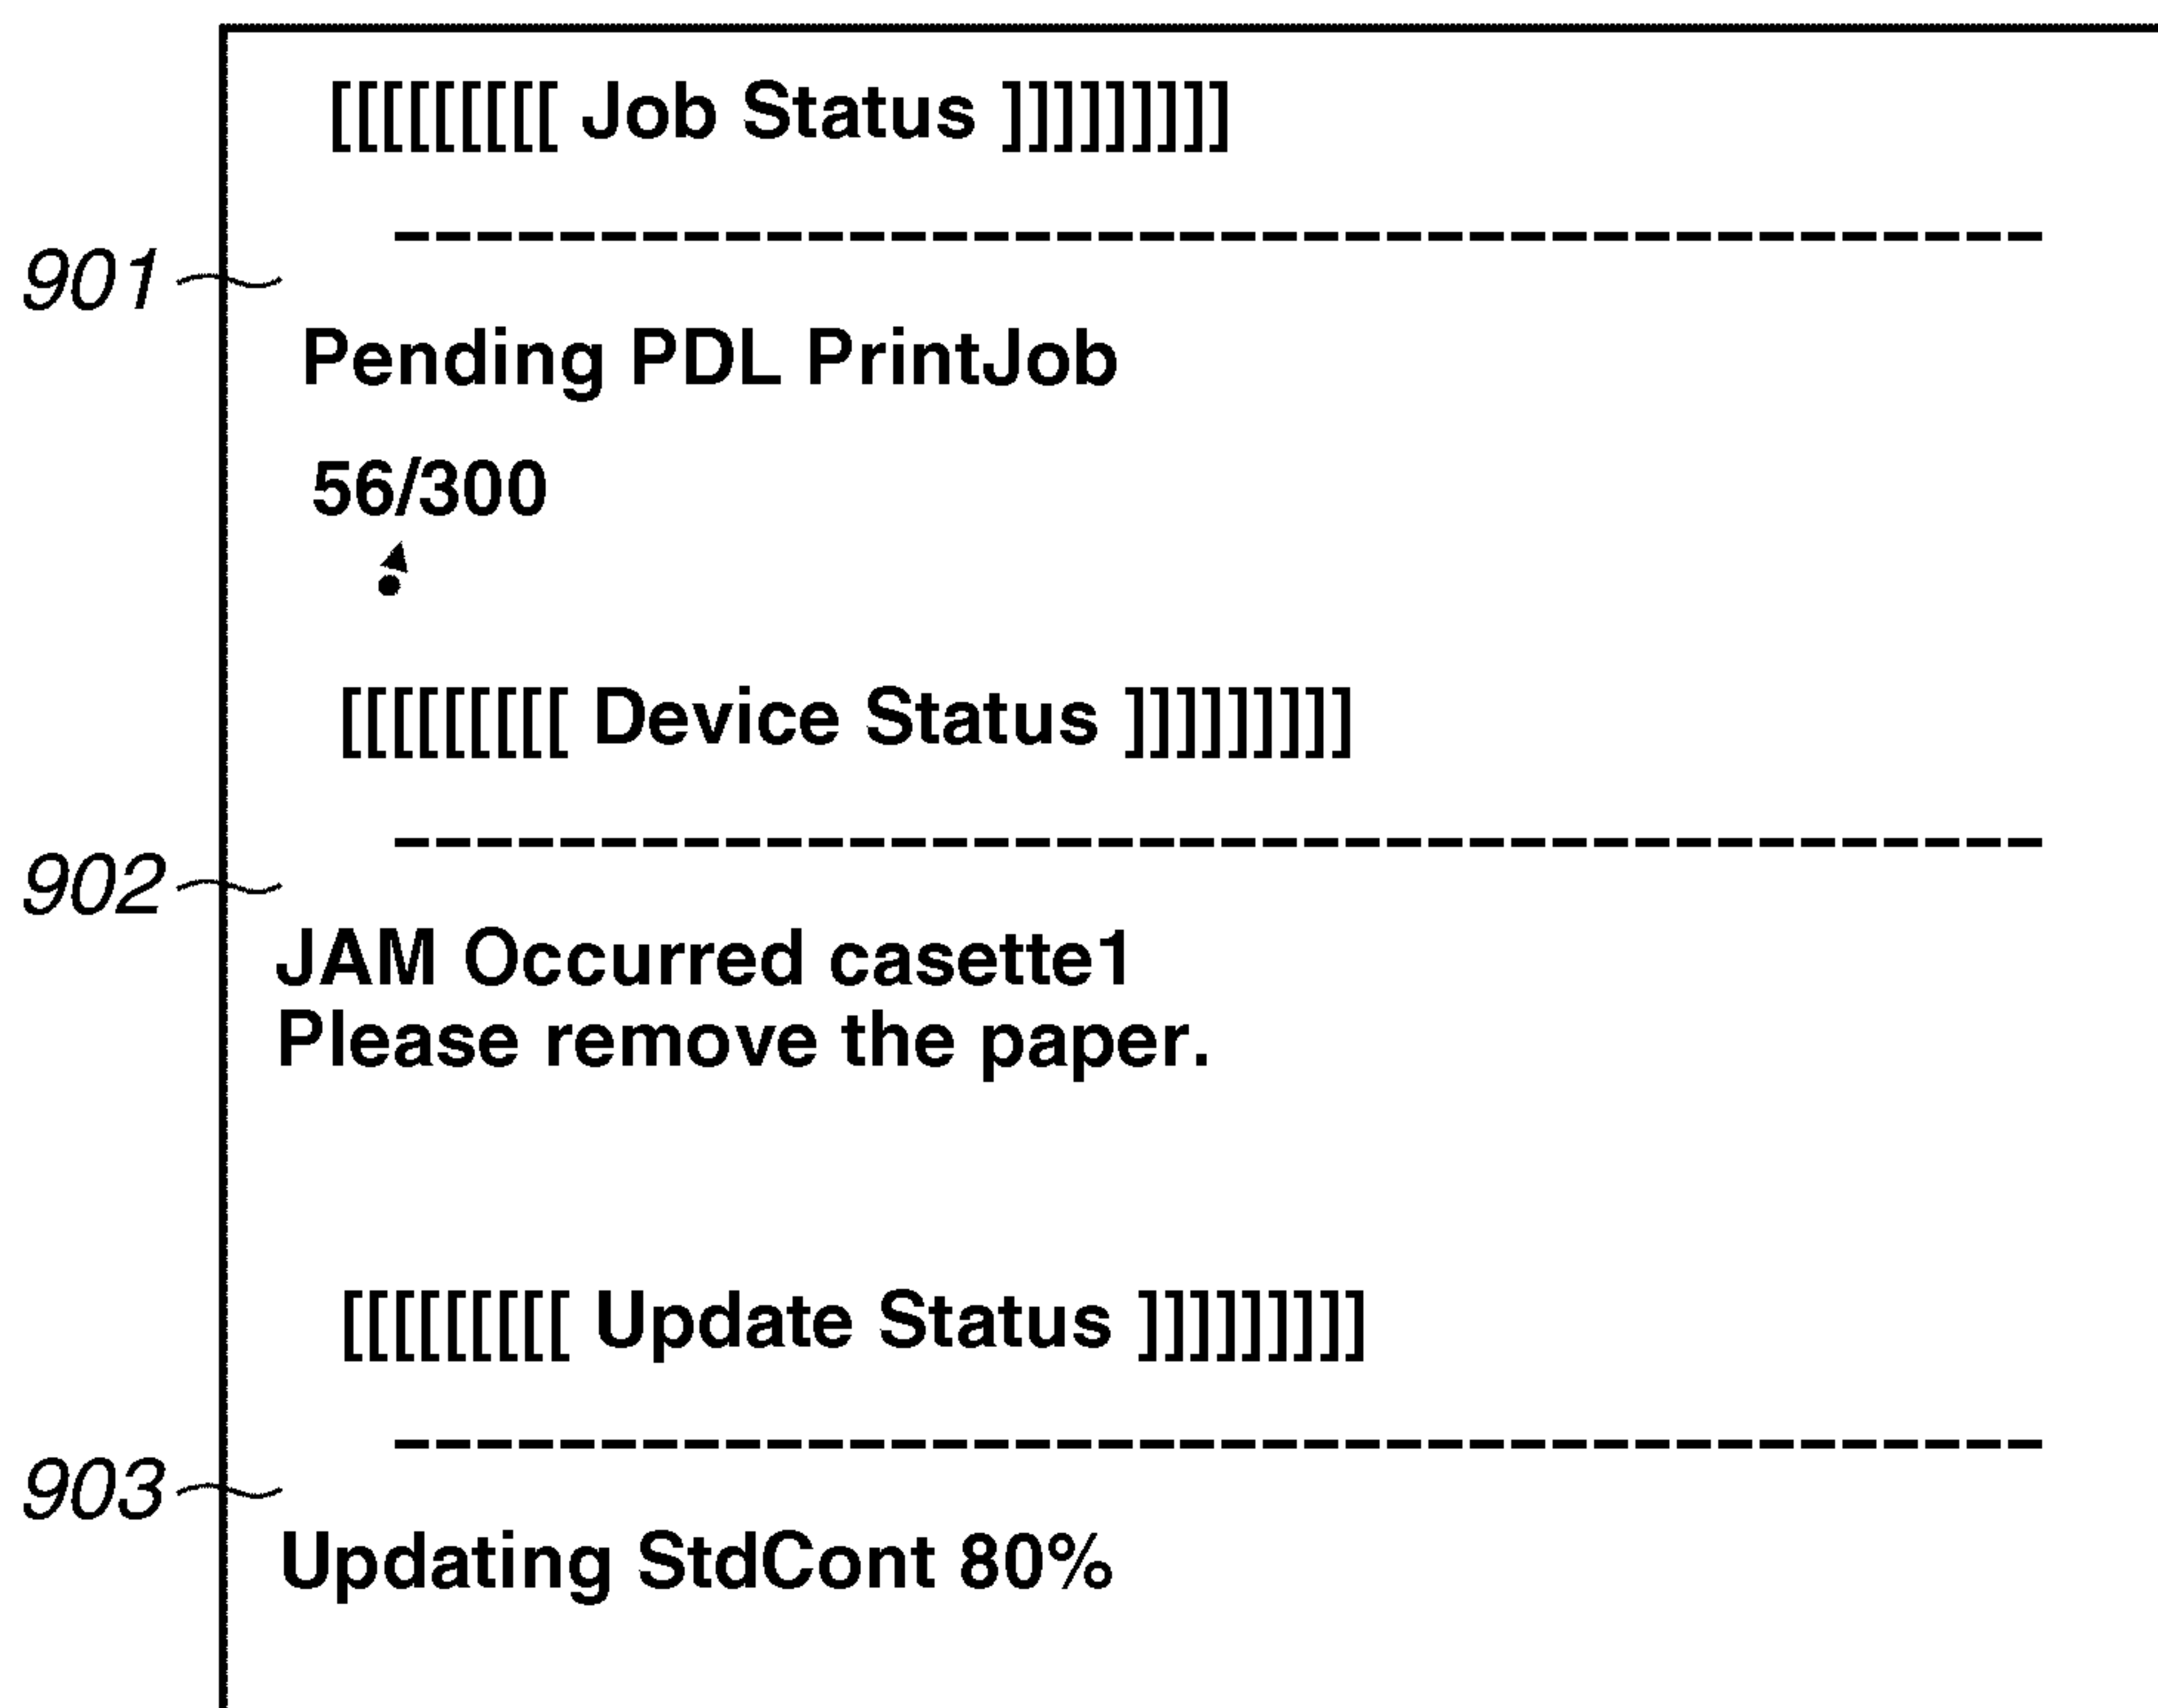 [[[[[[[[[ Job Status ]]]]]]]]]
----------------------------------------
901
Pending PDL PrintJob
56/300
[[[[[[[[[ Device Status ]]]]]]]]]
----------------------------------------
902
JAM Occurred casette1
Please remove the paper.
[[[[[[[[[ Update Status ]]]]]]]]]
----------------------------------------
903
Updating StdCont 80%